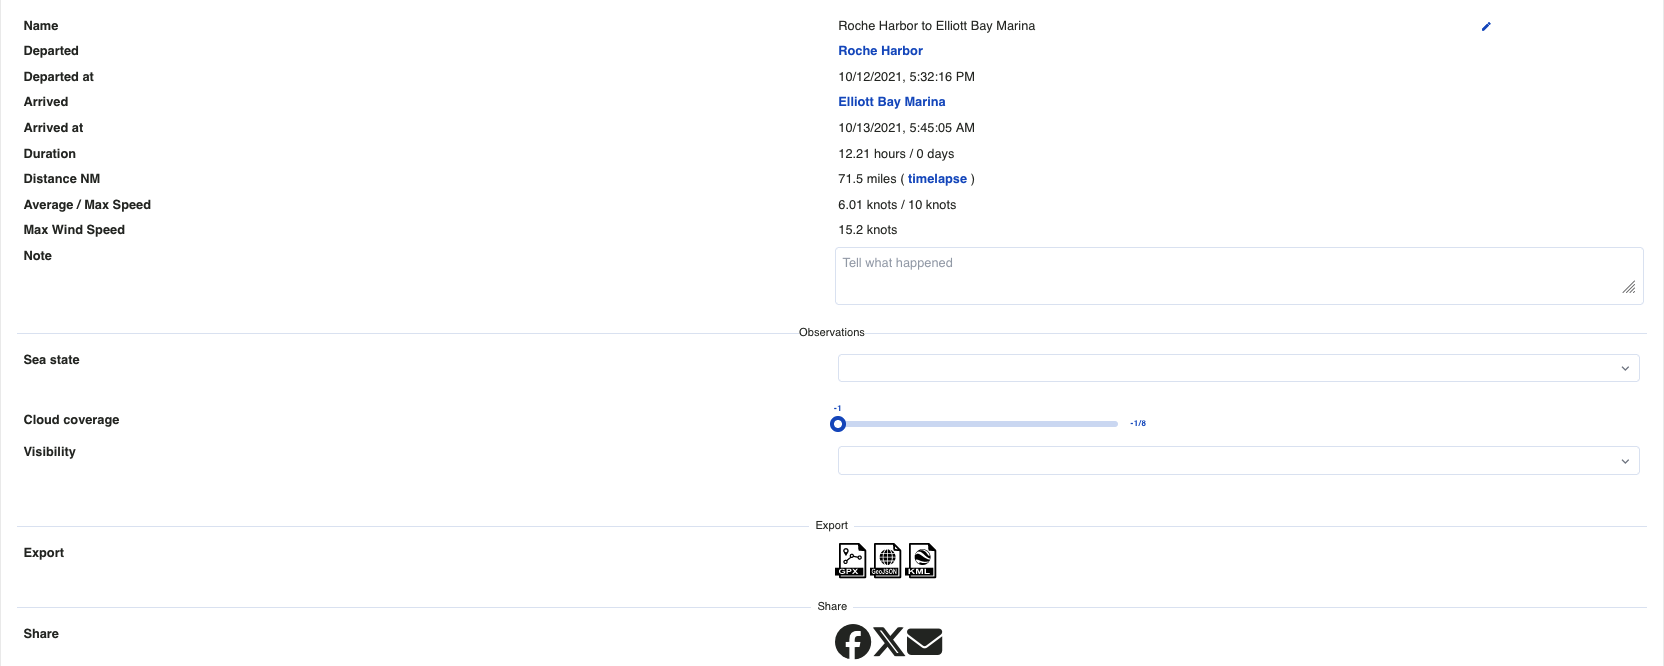 Name Roche Harbor to Elliott Bay Marina
Departed Roche Harbor
Departed at 10/12/2021, 5:32:16 PM
Arrived Elliott Bay Marina
Arrived at 10/13/2021, 5:45:05 AM
Duration 12.21 hours / 0 days
Distance NM 71.5 miles ( timelapse )
Average / Max Speed 6.01 knots / 10 knots
Max Wind Speed 15.2 knots
Note Tell what happened
Observations
Sea state
-1
Cloud coverage -1/8
Visibility
Export
Export GPX GeoJSON KML
Share
Share